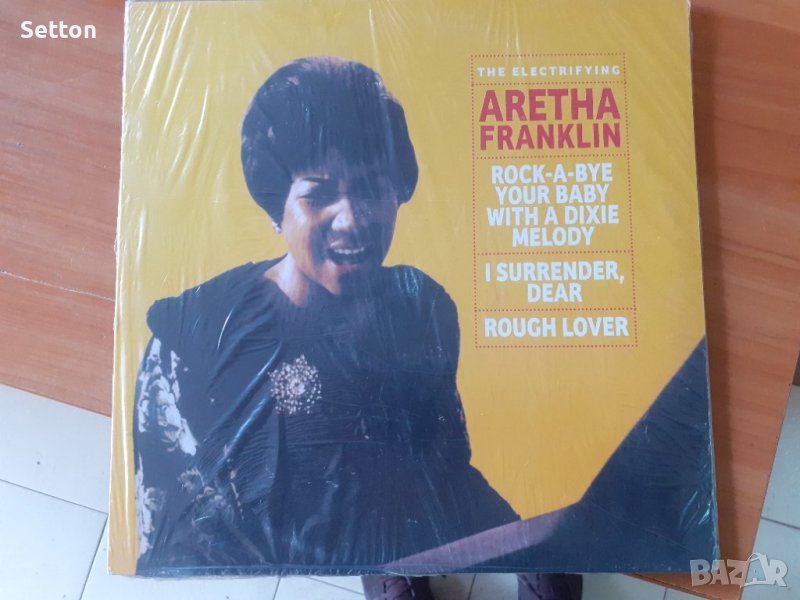 Setton
THE ELECTRIFYING
ARETHA
FRANKLIN
ROCK-A-BYE
YOUR BABY
WITH A DIXIE
MELODY
I SURRENDER,
DEAR
ROUGH LOVER
BAZAR